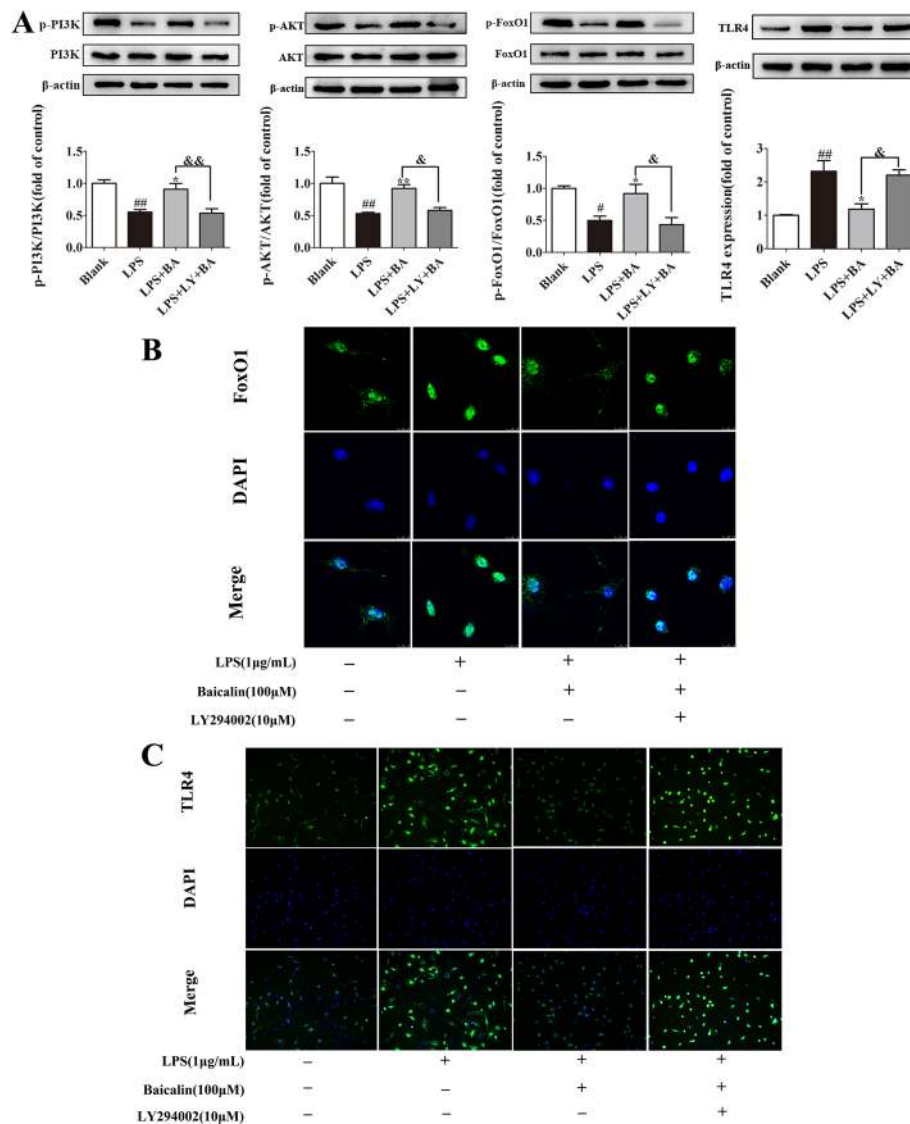 A
p-PI3K
PI3K
β-actin
p-AKT
AKT
β-actin
p-FoxO1
FoxO1
β-actin
TLR4
β-actin
p-PI3K/PI3K(fold of control)
1.5
1.0
0.5
0.0
##
*
&&
Blank
LPS
LPS+BA
LPS+LY+BA
p-AKT/AKT(fold of control)
1.5
1.0
0.5
0.0
##
**
&
Blank
LPS
LPS+BA
LPS+LY+BA
p-FoxO1/FoxO1(fold of control)
1.5
1.0
0.5
0.0
#
*
&
Blank
LPS
LPS+BA
LPS+LY+BA
TLR4 expression(fold of control)
3
2
1
0
##
*
&
Blank
LPS
LPS+BA
LPS+LY+BA
B
FoxO1
DAPI
Merge
LPS(1μg/mL) – + + +
Baicalin(100μM) – – + +
LY294002(10μM) – – – +
C
TLR4
DAPI
Merge
LPS(1μg/mL) – + + +
Baicalin(100μM) – – + +
LY294002(10μM) – – – +